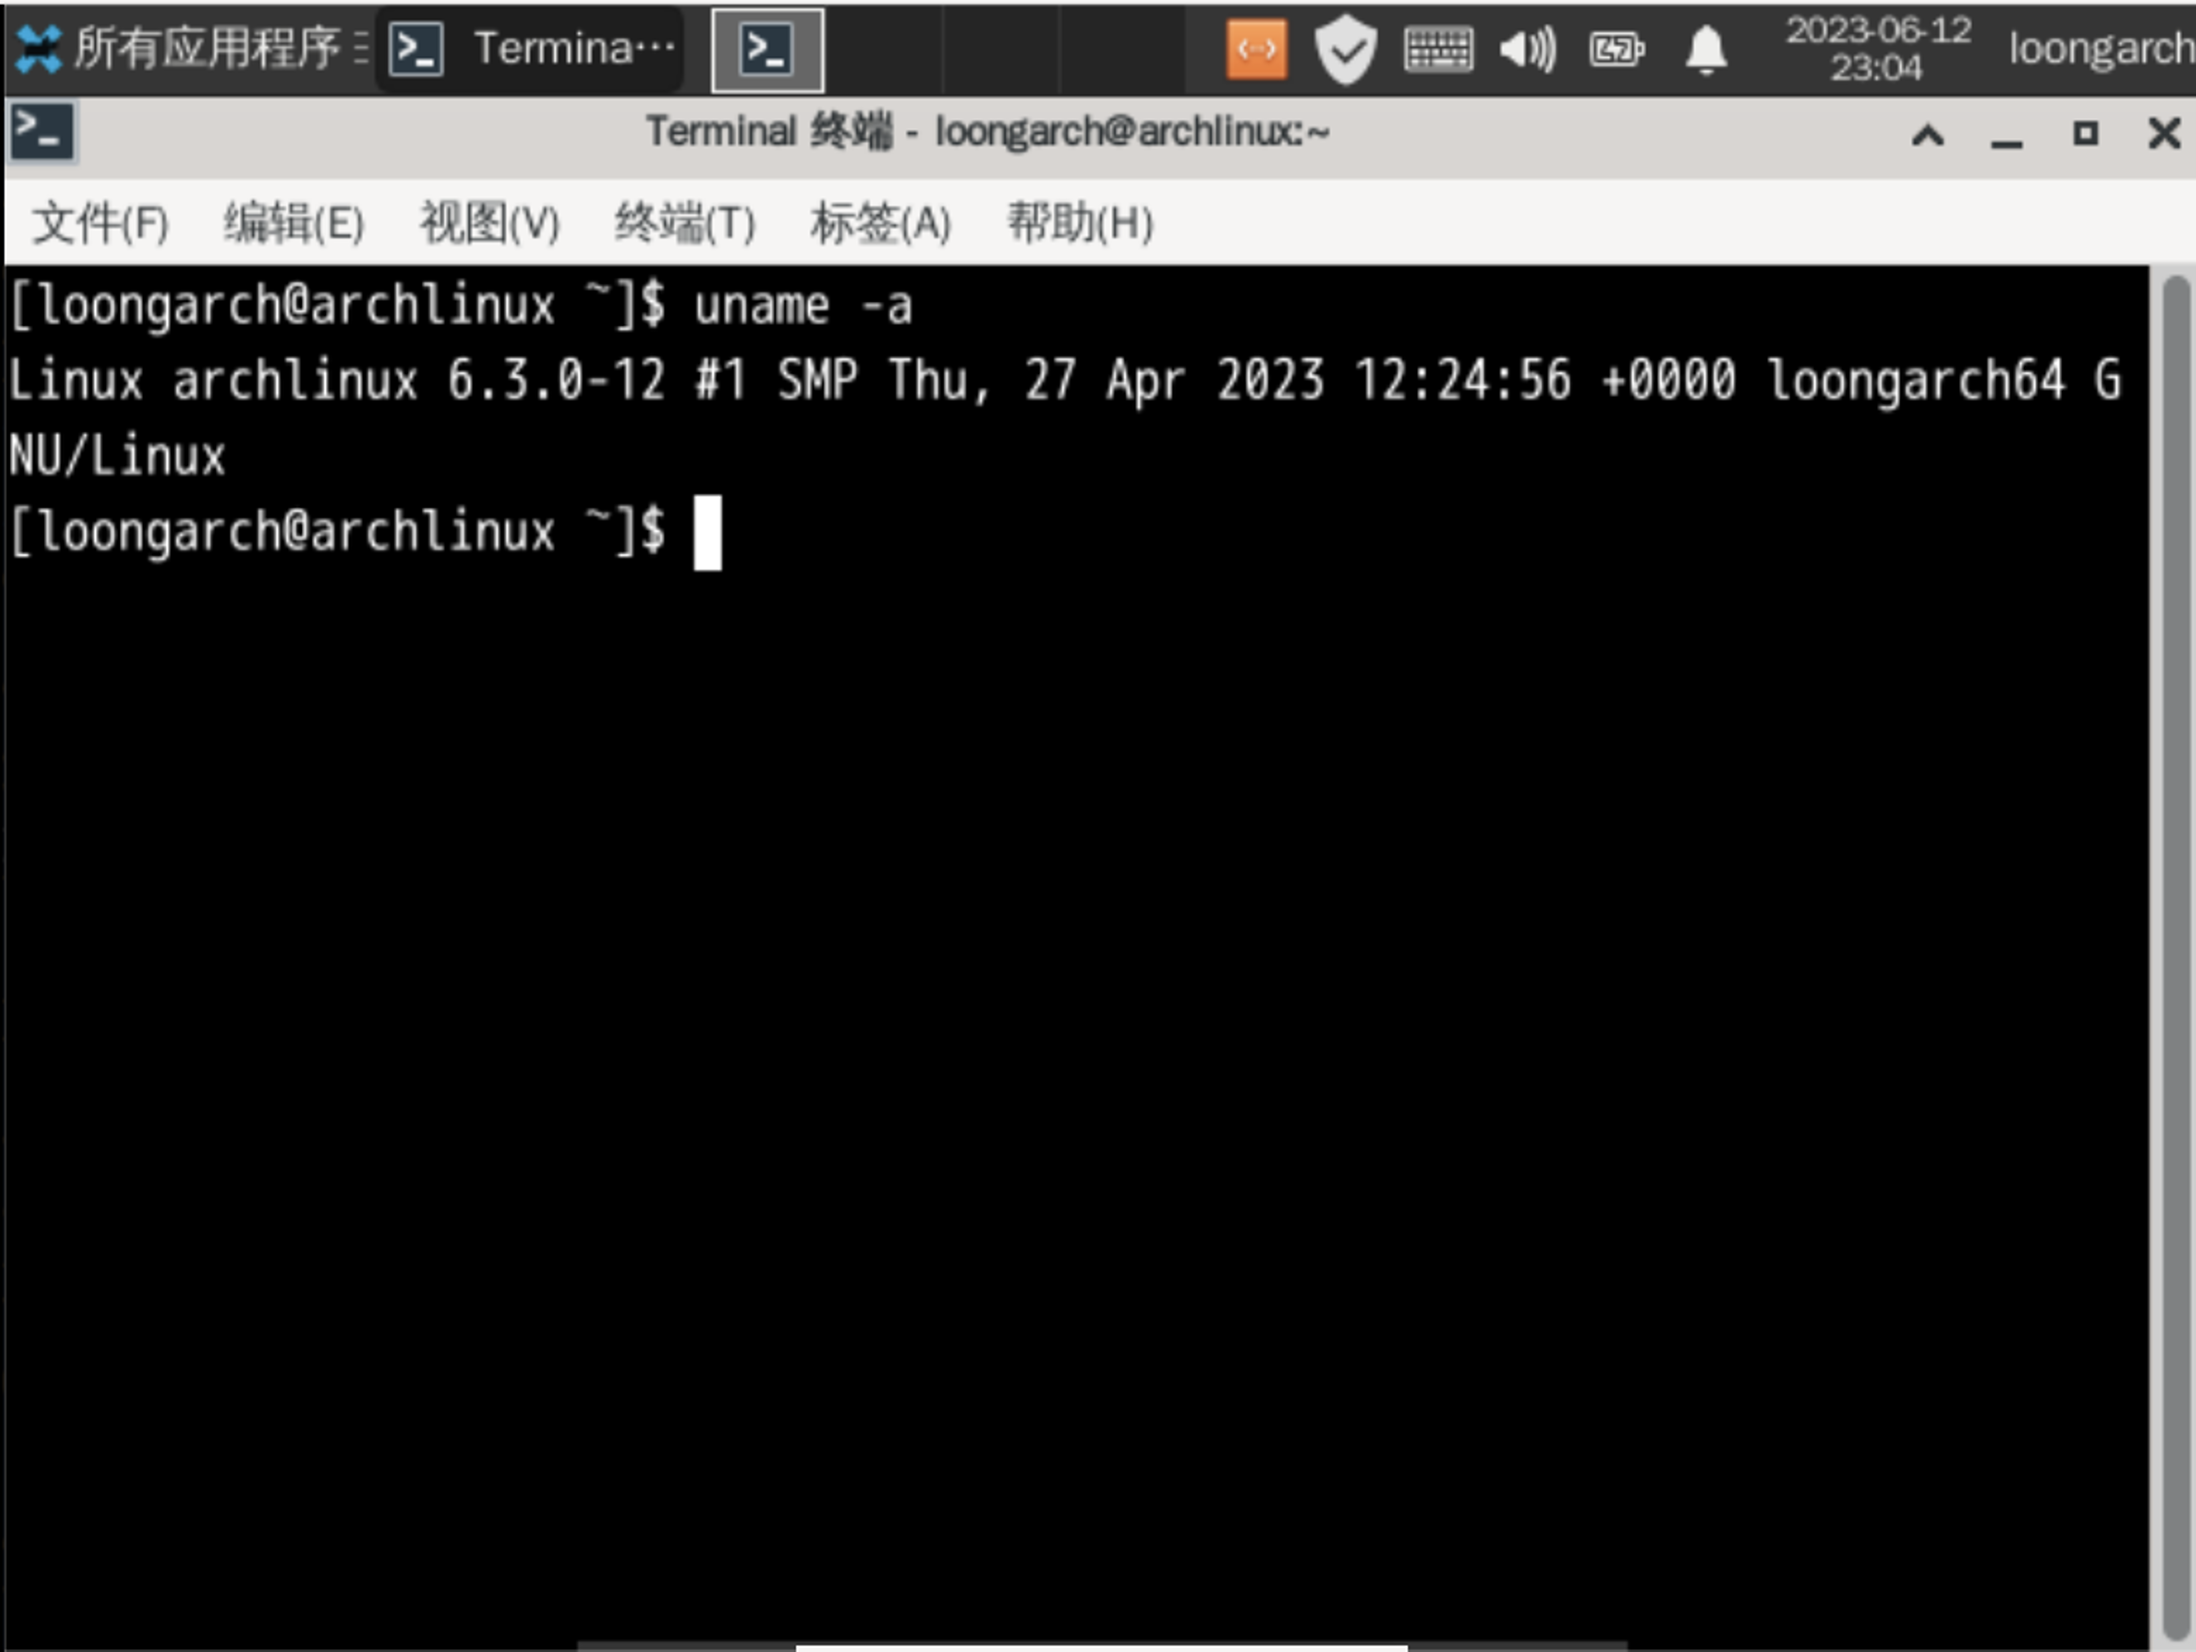 所有应用程序
Termina…
2023-06-12
23:04
loongarch
Terminal 终端 - loongarch@archlinux:~
文件(F) 编辑(E) 视图(V) 终端(T) 标签(A) 帮助(H)
[loongarch@archlinux ~]$ uname -a
Linux archlinux 6.3.0-12 #1 SMP Thu, 27 Apr 2023 12:24:56 +0000 loongarch64 G
NU/Linux
[loongarch@archlinux ~]$